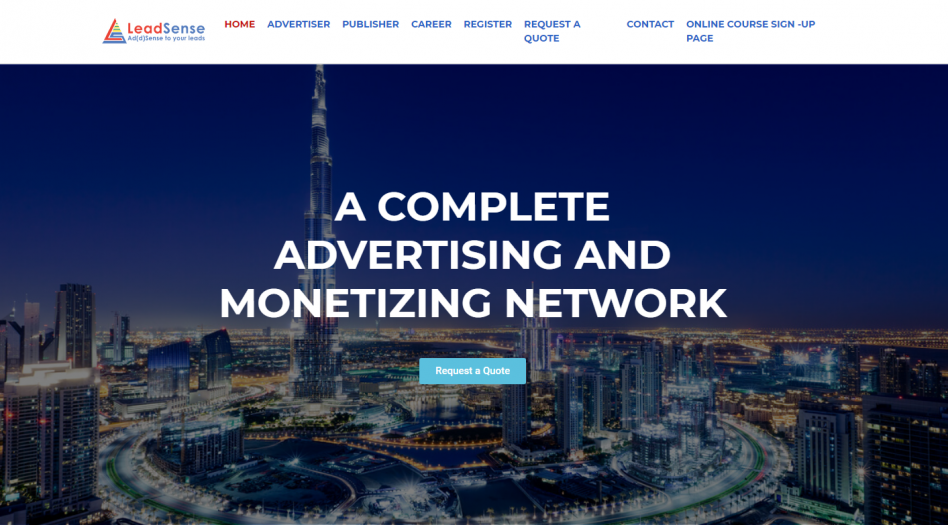 LeadSense
Ad(d)Sense to your leads
HOME ADVERTISER PUBLISHER CAREER REGISTER REQUEST A QUOTE CONTACT ONLINE COURSE SIGN -UP PAGE
A COMPLETE
ADVERTISING AND
MONETIZING NETWORK
Request a Quote